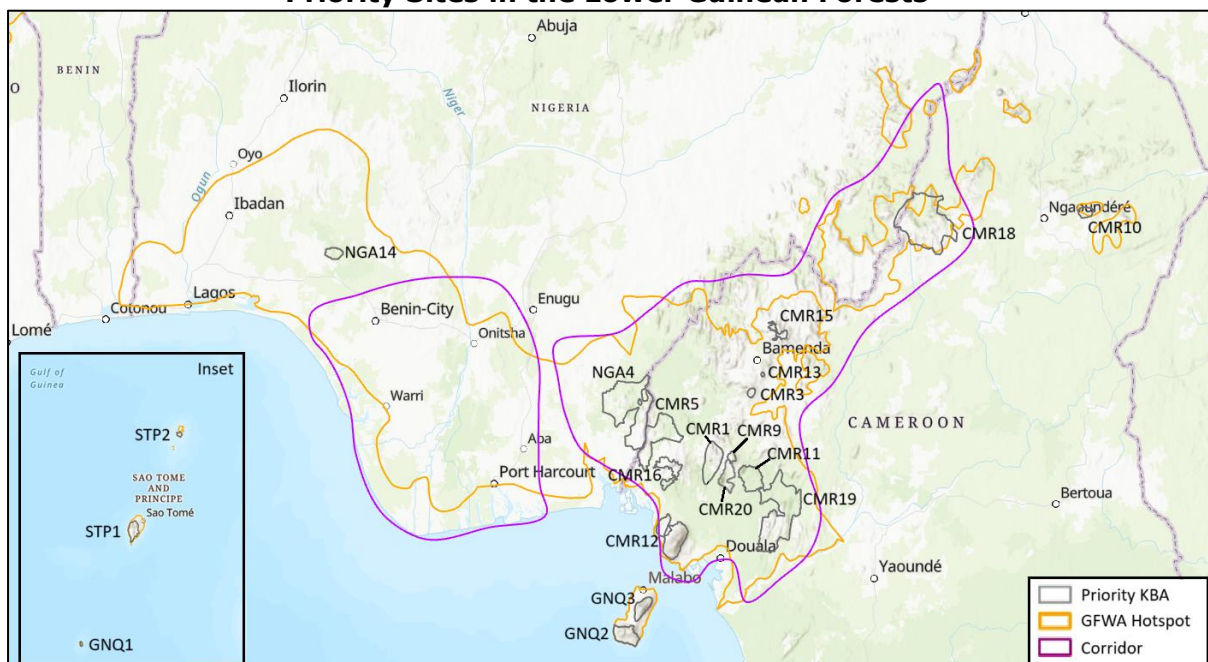 Priority Sites in the Lower Guinean Forests
Abuja
BENIN
Ilorin
Niger
NIGERIA
Oyo
Ogun
Ibadan
Ngaoundéré
CMR10
CMR18
NGA14
Lagos
Cotonou
Lomé
Benin-City
Enugu
Onitsha
CMR15
Bamenda
CMR13
CMR3
NGA4
CMR5
Warri
CMR1
CMR9
CAMEROON
Aba
CMR11
Port Harcourt
CMR16
CMR19
CMR20
Bertoua
CMR12
Douala
Yaoundé
Malabo
GNQ3
GNQ2
Inset
Gulf of
Guinea
STP2
SAO TOME
AND
PRINCIPE
Sao Tomé
STP1
GNQ1
Priority KBA
GFWA Hotspot
Corridor